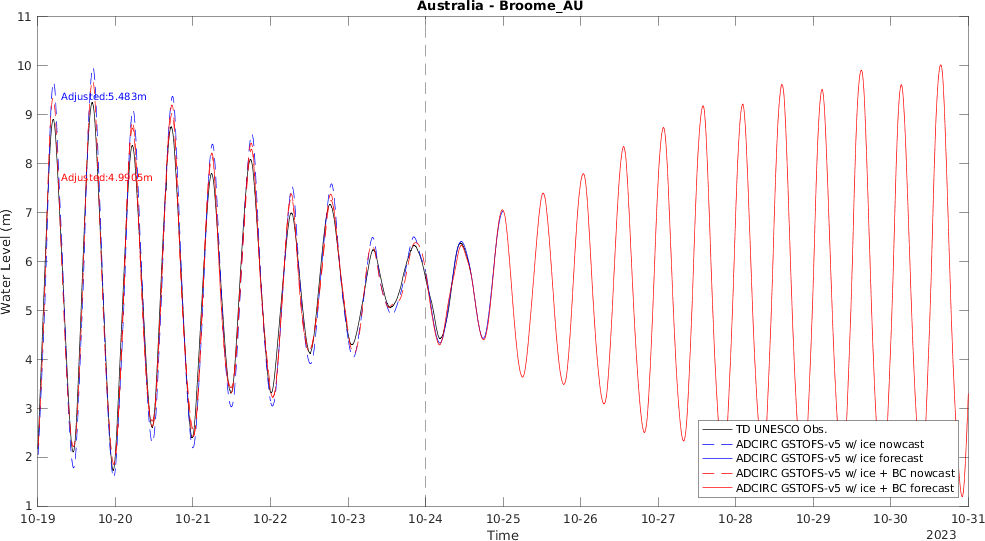 Australia - Broome_AU
11
10
9
8
7
6
5
4
3
2
1
Water Level (m)
Adjusted:5.483m
Adjusted:4.9905m
TD UNESCO Obs.
ADCIRC GSTOFS-v5 w/ ice nowcast
ADCIRC GSTOFS-v5 w/ ice forecast
ADCIRC GSTOFS-v5 w/ ice + BC nowcast
ADCIRC GSTOFS-v5 w/ ice + BC forecast
10-19 10-20 10-21 10-22 10-23 10-24 10-25 10-26 10-27 10-28 10-29 10-30 10-31
Time
2023